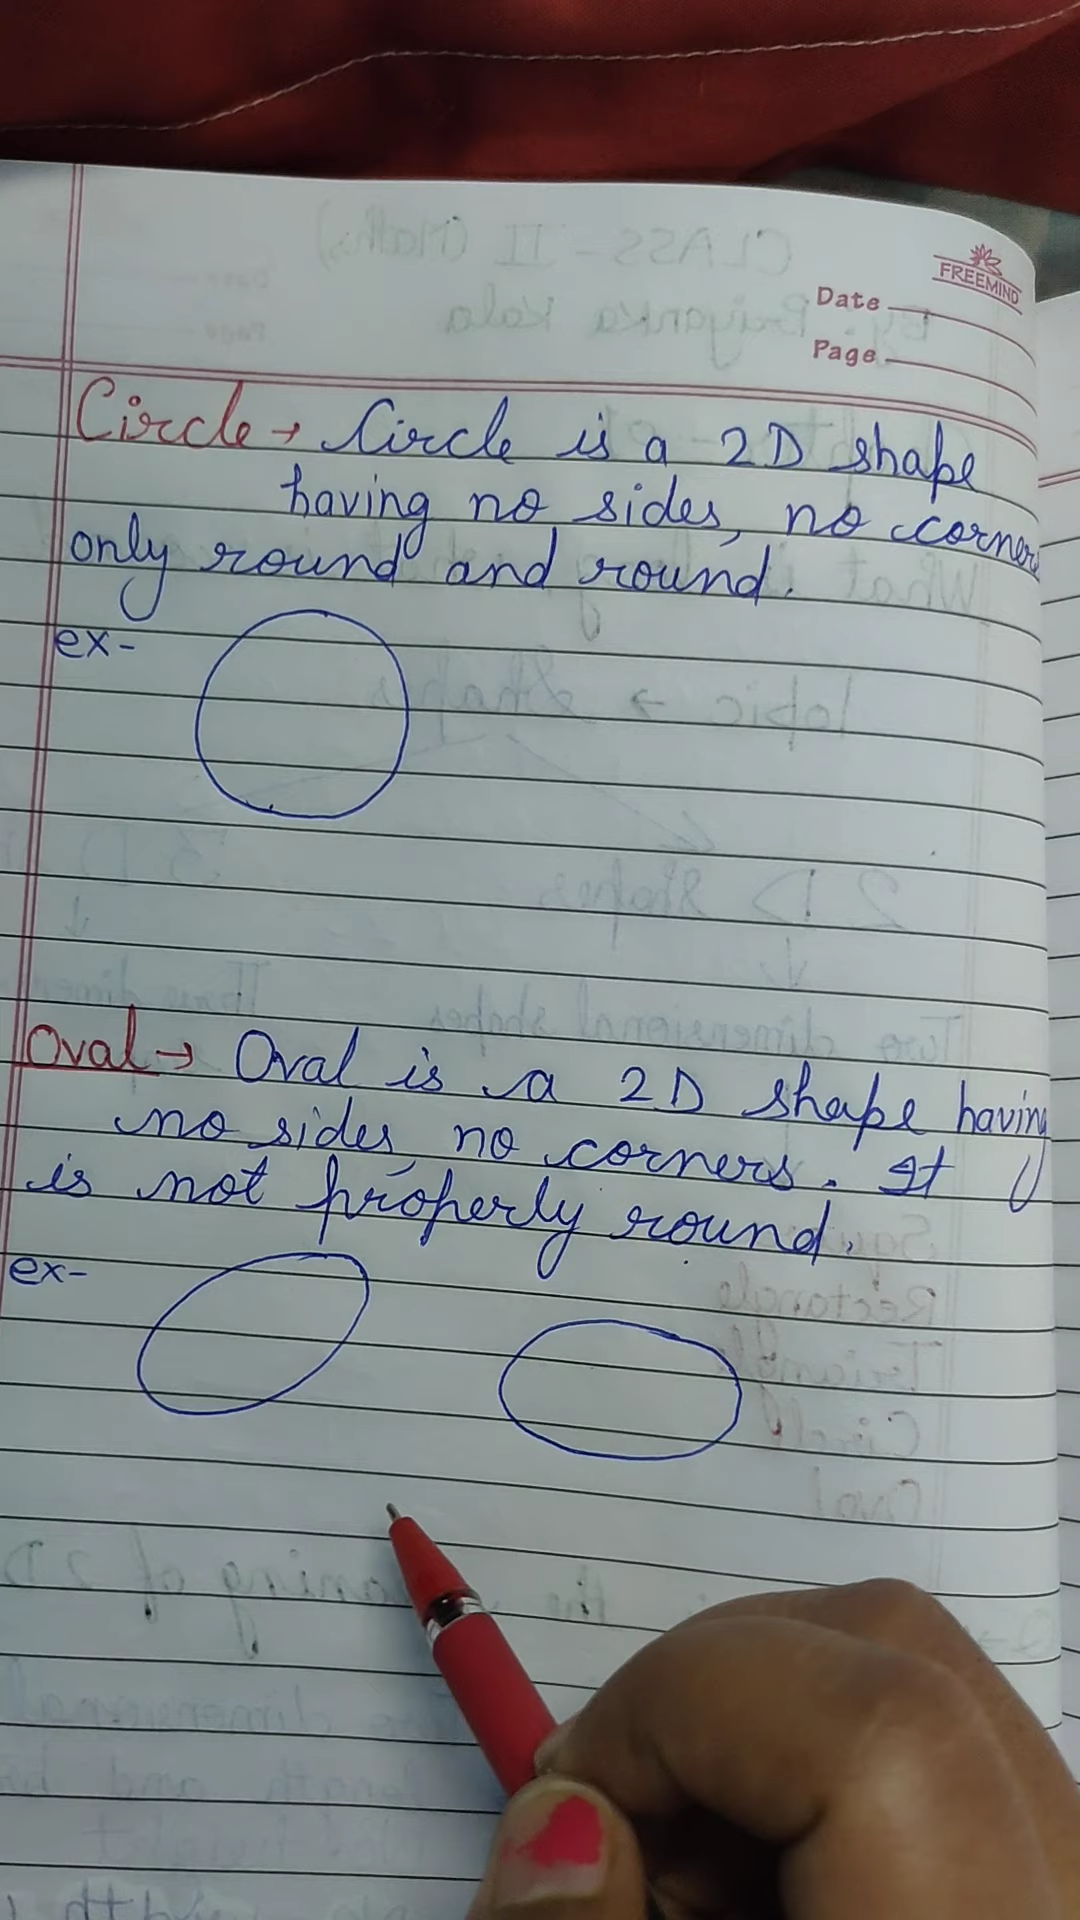 FREEMIND
Date
Page
Circle → Circle is a 2D shape
having no sides, no corners
only round and round.
ex-
Oval → Oval is a 2D shape having
no sides, no corners. It
is not properly round.
ex-